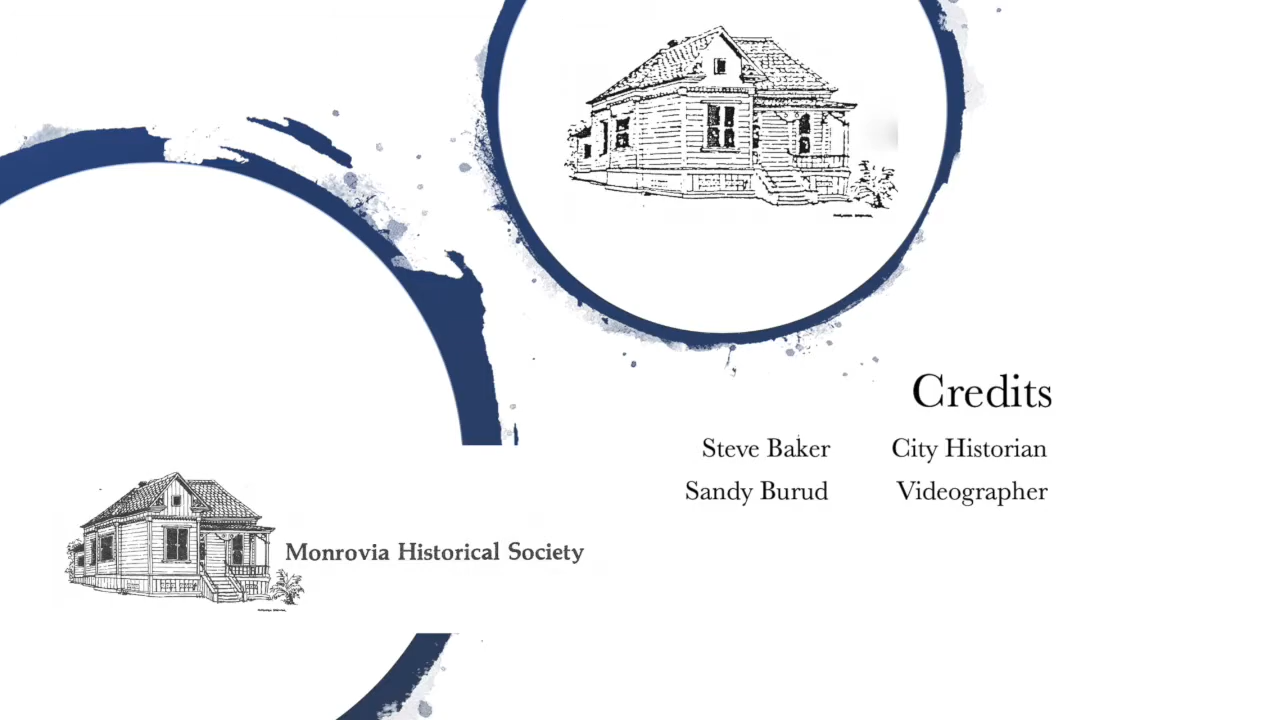 Credits
Steve Baker City Historian
Sandy Burud Videographer
Monrovia Historical Society